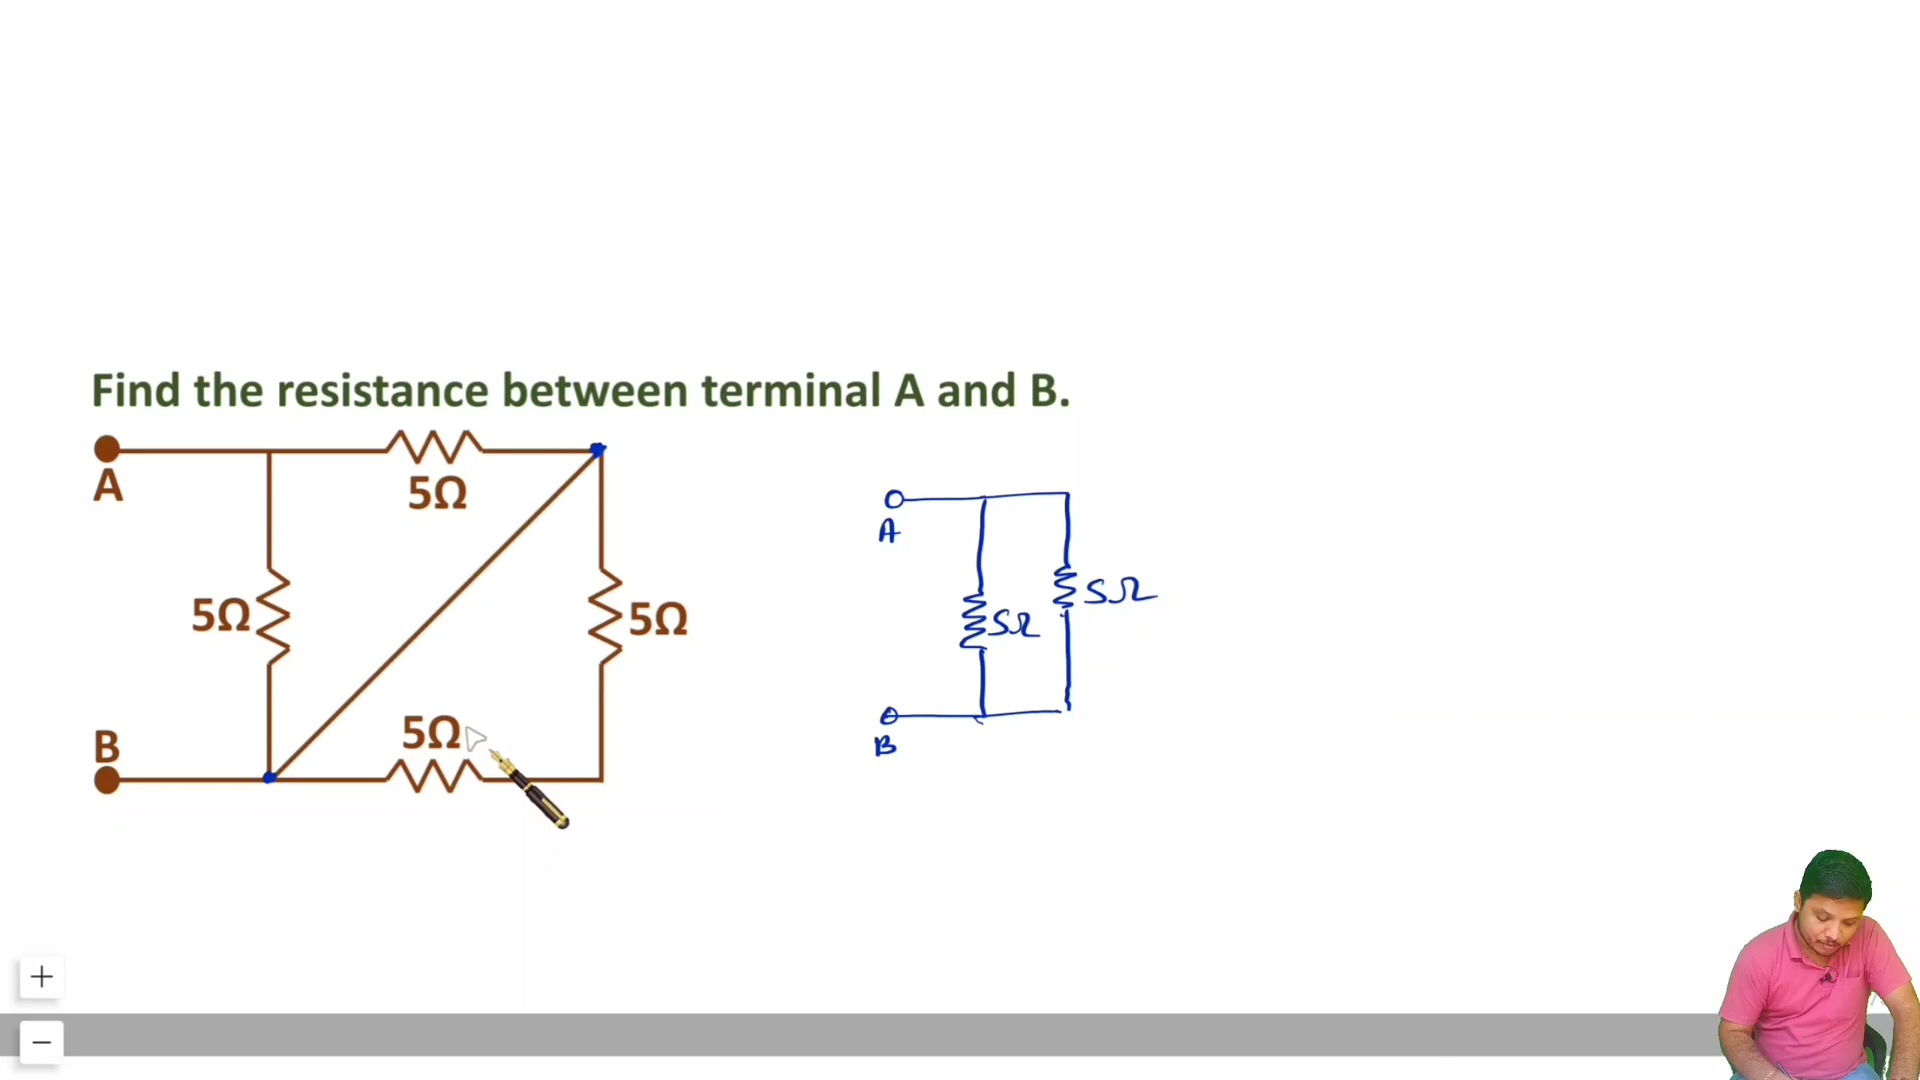 Find the resistance between terminal A and B.
A
5Ω
5Ω
5Ω
B
5Ω
A
5Ω
5Ω
B
+
−